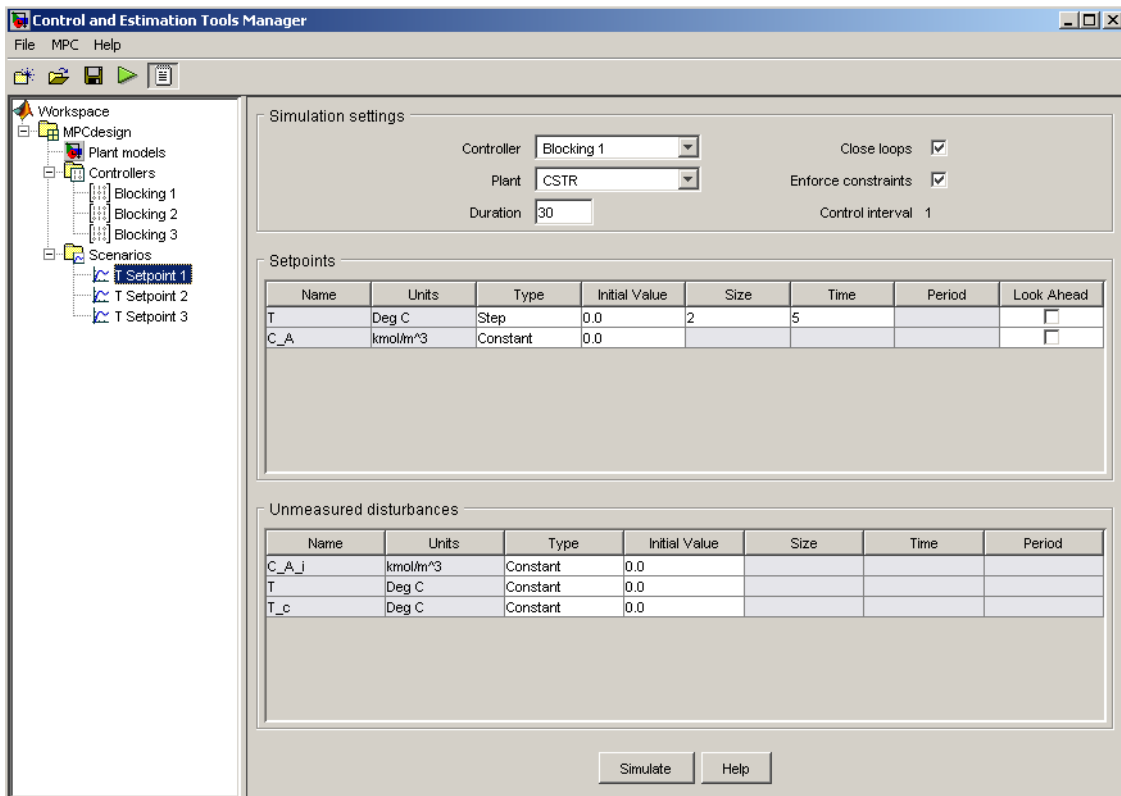 Control and Estimation Tools Manager
File MPC Help
Workspace
MPCdesign
Plant models
Controllers
Blocking 1
Blocking 2
Blocking 3
Scenarios
T Setpoint 1
T Setpoint 2
T Setpoint 3
Simulation settings
Controller Blocking 1 Close loops
Plant CSTR Enforce constraints
Duration 30 Control interval 1
Setpoints
Name Units Type Initial Value Size Time Period Look Ahead
T Deg C Step 0.0 2 5
C_A kmol/m^3 Constant 0.0
Unmeasured disturbances
Name Units Type Initial Value Size Time Period
C_A_i kmol/m^3 Constant 0.0
T Deg C Constant 0.0
T_c Deg C Constant 0.0
Simulate Help